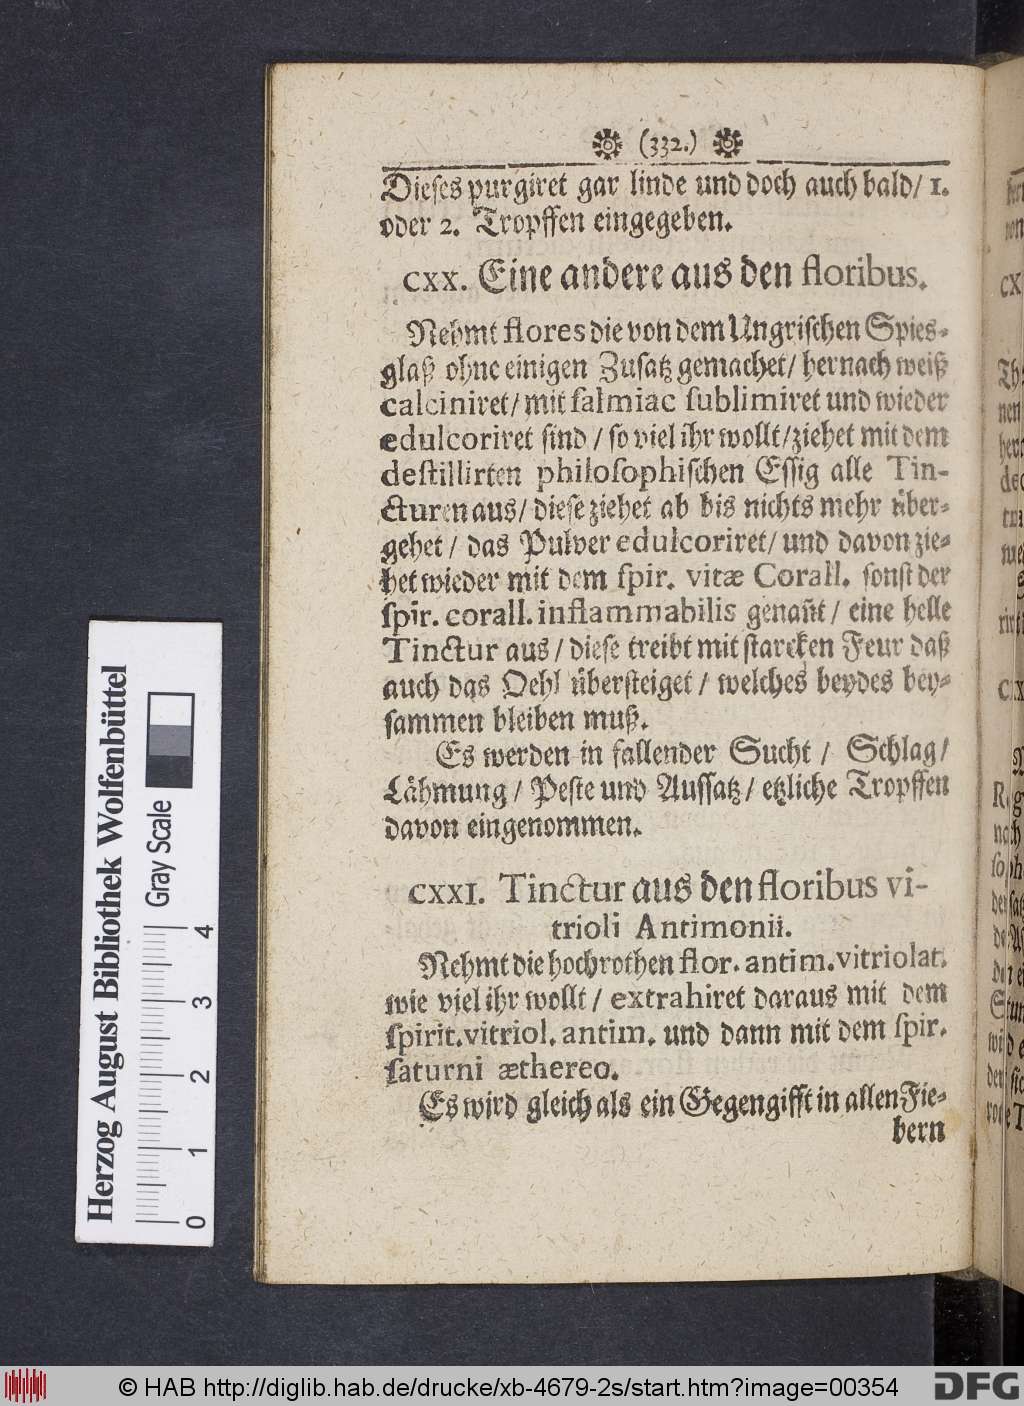 (332.)
Dieses purgiret gar linde und doch auch bald/ 1.
oder 2. Tropffen eingegeben.
CXX. Eine andere aus den floribus.
Nehmt flores die von dem Ungrischen Spies-
glaß ohne einigen Zusatz gemachet/ hernach weiß
calciniret/ mit salmiac sublimiret und wieder
edulcoriret sind / so viel ihr wollt/ziehet mit dem
destillirten philosophischen Essig alle Tin-
cturen aus/ diese ziehet ab bis nichts mehr über-
gehet / das Pulver edulcoriret/ und davon zie-
het wieder mit dem spir. vitæ Corall. sonst der
spir. corall. inflammabilis genañt / eine helle
Tinctur aus / diese treibt mit starcken Feur daß
auch das Oehl übersteiget / welches beydes bey-
sammen bleiben muß.
Es werden in fallender Sucht / Schlag/
Lähmung / Peste und Aussatz / etzliche Tropffen
davon eingenommen.
CXXI. Tinctur aus den floribus vi-
trioli Antimonii.
Nehmt die hochrothen flor. antim. vitriolat.
wie viel ihr wollt / extrahiret daraus mit dem
spirit. vitriol. antim. und dann mit dem spir.
saturni æthereo.
Es wird gleich als ein Gegengifft in allen Fie-
bern
Herzog August Bibliothek Wolfenbüttel
Gray Scale
0 1 2 3 4
© HAB http://diglib.hab.de/drucke/xb-4679-2s/start.htm?image=00354
DFG